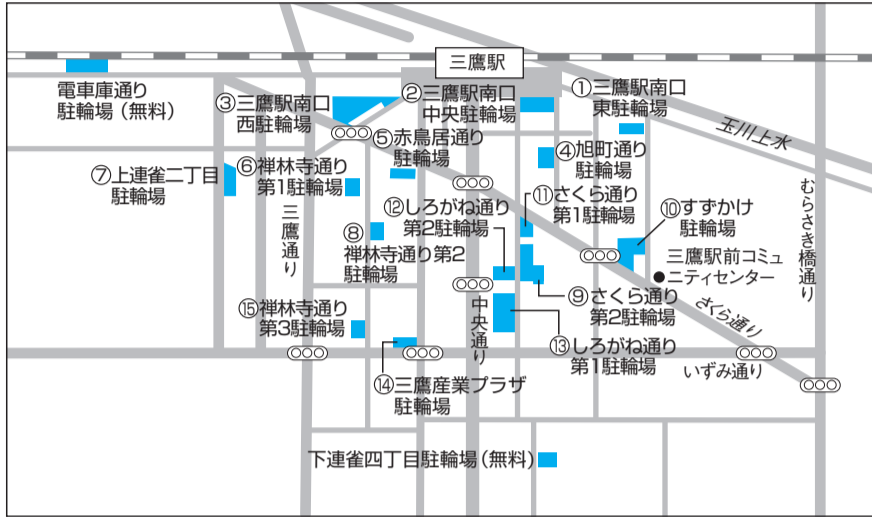 三鷹駅
電車庫通り
駐輪場(無料)
③三鷹駅南口
西駐輪場
②三鷹駅南口
中央駐輪場
①三鷹駅南口
東駐輪場
玉川上水
⑤赤鳥居通り
駐輪場
④旭町通り
駐輪場
⑦上連雀二丁目
駐輪場
⑥禅林寺通り
第1駐輪場
三鷹通り
⑧
禅林寺通り第2
駐輪場
⑫しろがね通り
第2駐輪場
⑪さくら通り
第1駐輪場
⑩すずかけ
駐輪場
三鷹駅前コミュ
ニティセンター
むらさき橋通り
⑨さくら通り
第2駐輪場
さくら通り
中央通り
⑮禅林寺通り
第3駐輪場
⑬しろがね通り
第1駐輪場
いずみ通り
⑭三鷹産業プラザ
駐輪場
下連雀四丁目駐輪場(無料)